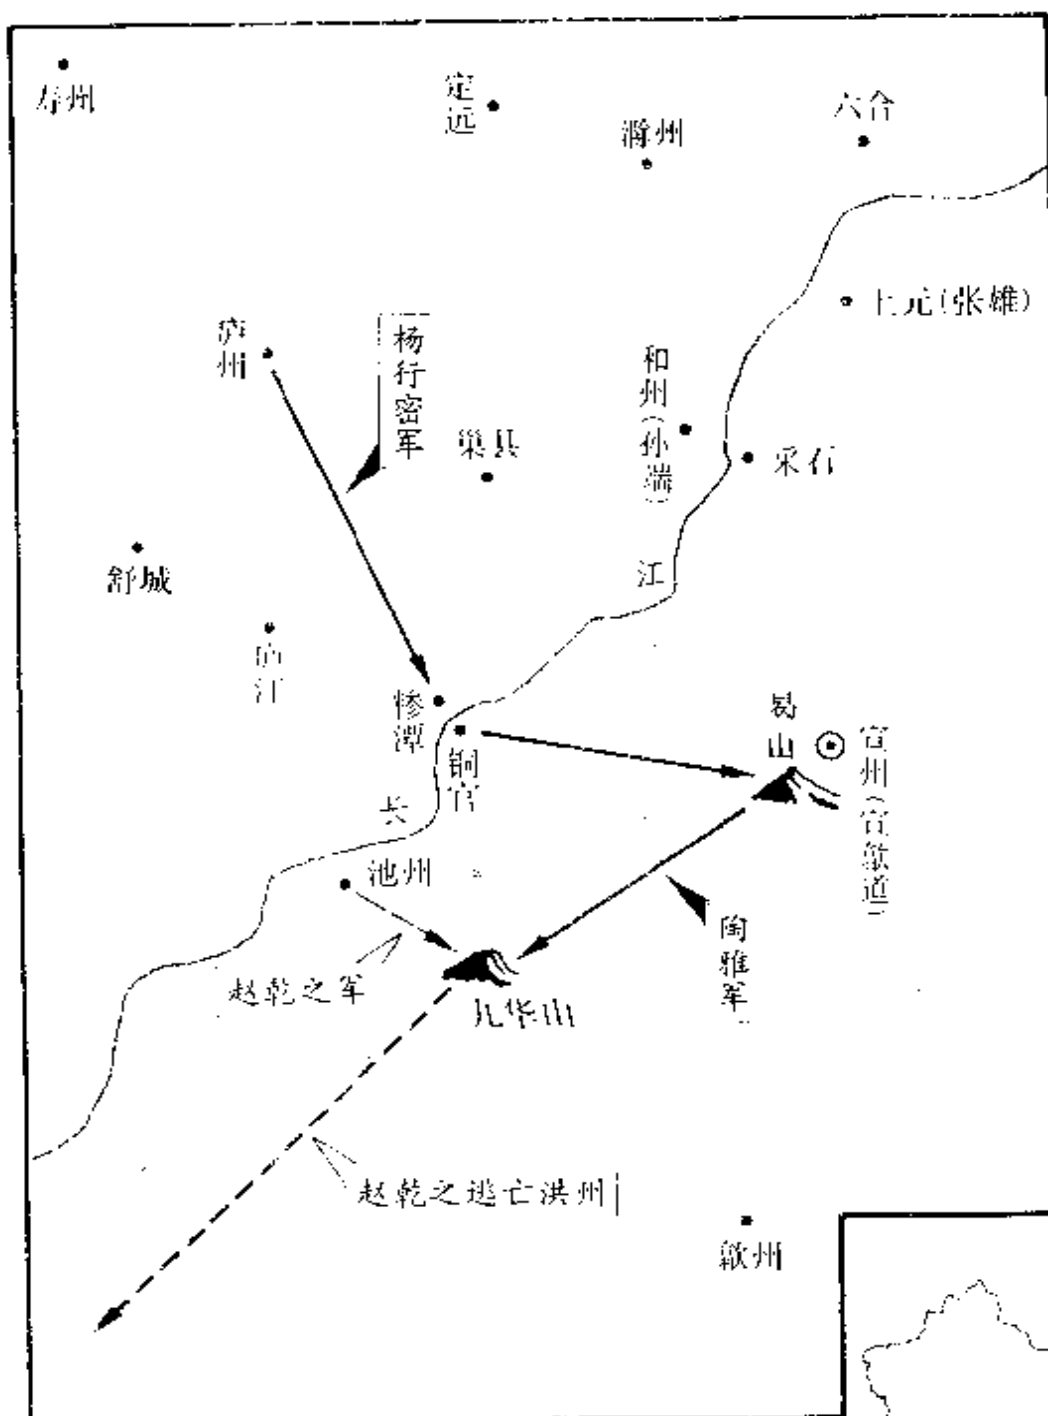 寿州
定远
滁州
六合
上元(张雄)
庐州
杨行密军
和州(孙端)
巢县
采石
舒城
江
庐江
糁潭
铜官
曷山
宣州(宣歙道)
长
池州
赵乾之军
陶雅军
九华山
赵乾之逃亡洪州
歙州